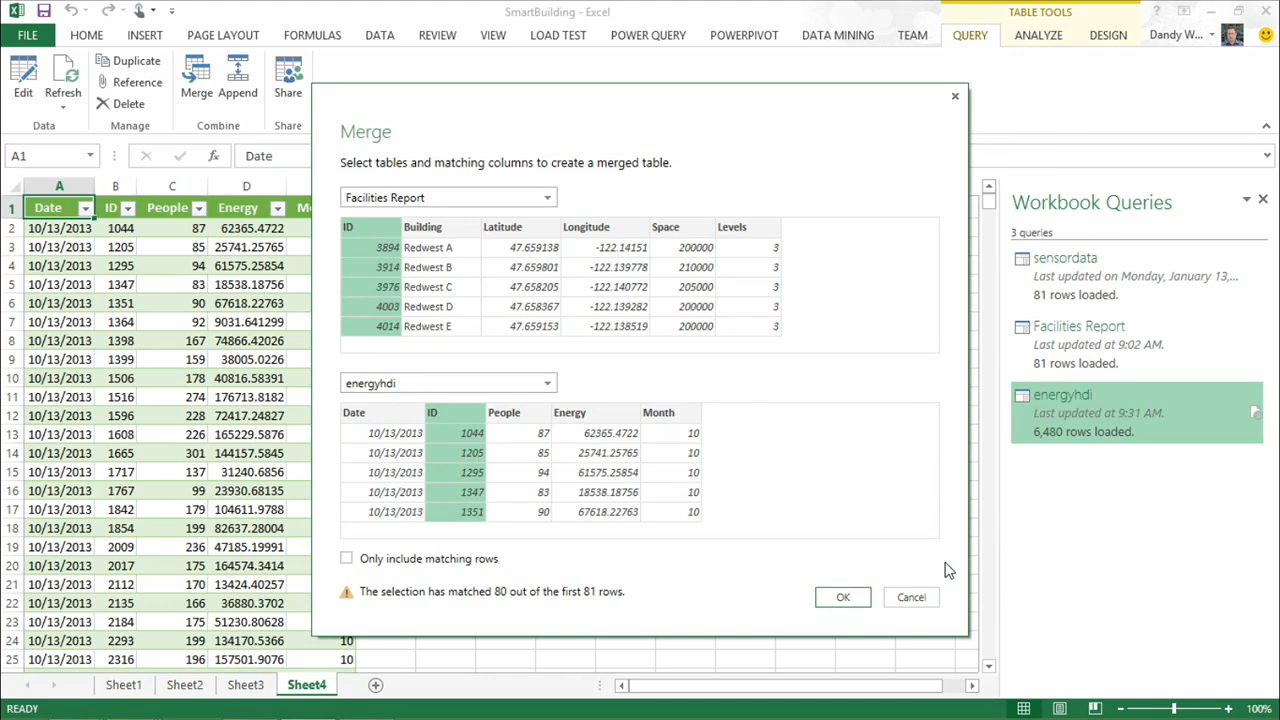 SmartBuilding - Excel
TABLE TOOLS
FILE HOME INSERT PAGE LAYOUT FORMULAS DATA REVIEW VIEW LOAD TEST POWER QUERY POWERPIVOT DATA MINING TEAM QUERY ANALYZE DESIGN Dandy W...
Edit Refresh Duplicate Reference Delete Merge Append Share
Data Manage Combine Share
A1 fx Date
A B C D
1 Date ID People Energy M
2 10/13/2013 1044 87 62365.4722
3 10/13/2013 1205 85 25741.25765
4 10/13/2013 1295 94 61575.25854
5 10/13/2013 1347 83 18538.18756
6 10/13/2013 1351 90 67618.22763
7 10/13/2013 1364 92 9031.641299
8 10/13/2013 1398 167 74866.42026
9 10/13/2013 1399 159 38005.0226
10 10/13/2013 1506 178 40816.58391
11 10/13/2013 1516 274 176713.8182
12 10/13/2013 1596 228 72417.24827
13 10/13/2013 1608 226 165229.5876
14 10/13/2013 1665 301 144157.5845
15 10/13/2013 1717 137 31240.6856
16 10/13/2013 1767 99 23930.68135
17 10/13/2013 1842 179 104611.9788
18 10/13/2013 1854 199 82637.28004
19 10/13/2013 2009 236 47185.19991
20 10/13/2013 2017 175 164574.3414
21 10/13/2013 2112 170 13424.40257
22 10/13/2013 2135 166 36880.3702
23 10/13/2013 2184 175 51230.80628
24 10/13/2013 2293 199 134170.5366 10
25 10/13/2013 2316 196 157501.9076 10
Merge
Select tables and matching columns to create a merged table.
Facilities Report
ID Building Latitude Longitude Space Levels
3894 Redwest A 47.659138 -122.14151 200000 3
3914 Redwest B 47.659801 -122.139778 210000 3
3976 Redwest C 47.658205 -122.140772 205000 3
4003 Redwest D 47.658367 -122.139282 200000 3
4014 Redwest E 47.659153 -122.138519 200000 3
energyhdi
Date ID People Energy Month
10/13/2013 1044 87 62365.4722 10
10/13/2013 1205 85 25741.25765 10
10/13/2013 1295 94 61575.25854 10
10/13/2013 1347 83 18538.18756 10
10/13/2013 1351 90 67618.22763 10
Only include matching rows
The selection has matched 80 out of the first 81 rows.
OK Cancel
Workbook Queries
3 queries
sensordata
Last updated on Monday, January 13,...
81 rows loaded.
Facilities Report
Last updated at 9:02 AM.
81 rows loaded.
energyhdi
Last updated at 9:31 AM.
6,480 rows loaded.
Sheet1 Sheet2 Sheet3 Sheet4
READY 100%